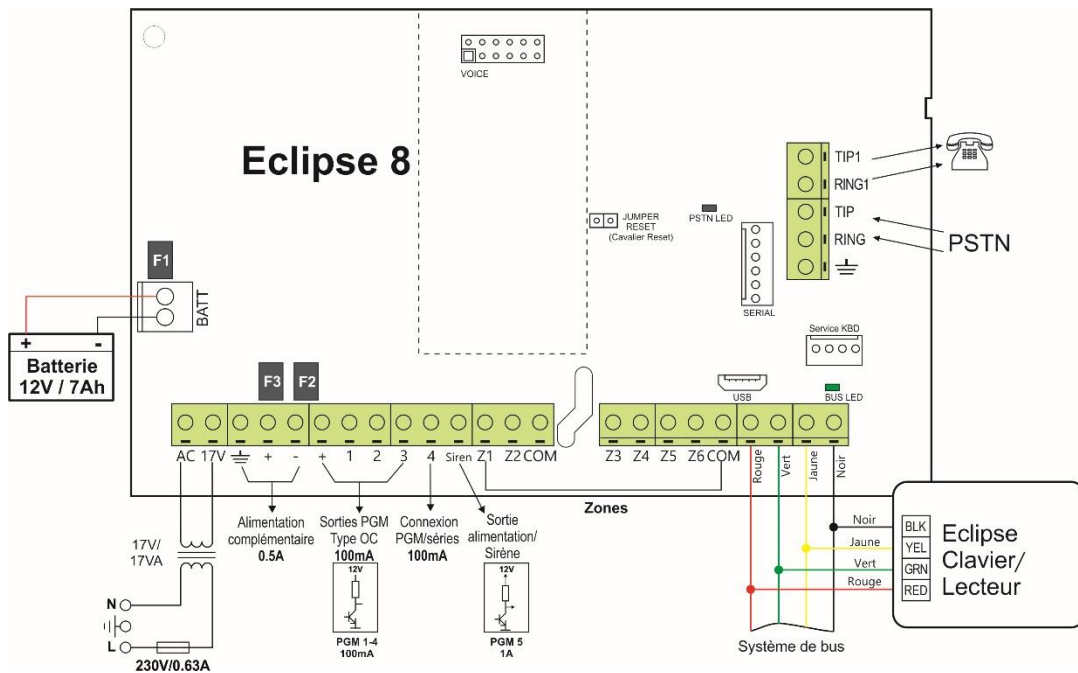 VOICE
Eclipse 8
TIP1
RING1
TIP
RING
PSTN
JUMPER
RESET
(Cavalier Reset)
PSTN LED
SERIAL
Service KBD
F1
BATT
+ -
Batterie
12V / 7Ah
F3
F2
USB
BUS LED
AC 17V + - + 1 2 3 4 Siren Z1 Z2 COM
Z3 Z4 Z5 Z6 COM
Rouge
Vert
Jaune
Noir
Zones
Alimentation
complémentaire
0.5A
Sorties PGM
Type OC
100mA
12V
PGM 1-4
100mA
Connexion
PGM/séries
100mA
Sortie
alimentation/
Sirène
12V
PGM 5
1A
17V/
17VA
N
L
230V/0.63A
Noir
Jaune
Vert
Rouge
BLK
YEL
GRN
RED
Eclipse
Clavier/
Lecteur
Système de bus